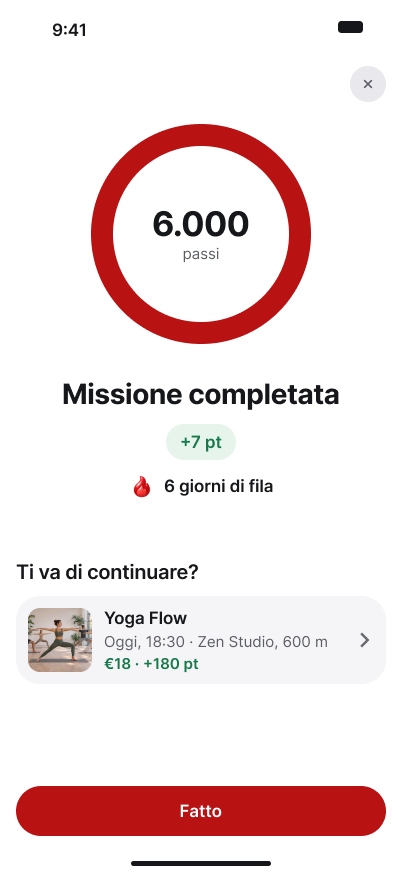 9:41
6.000
passi
Missione completata
+7 pt
6 giorni di fila
Ti va di continuare?
Yoga Flow
Oggi, 18:30 · Zen Studio, 600 m
€18 · +180 pt
Fatto